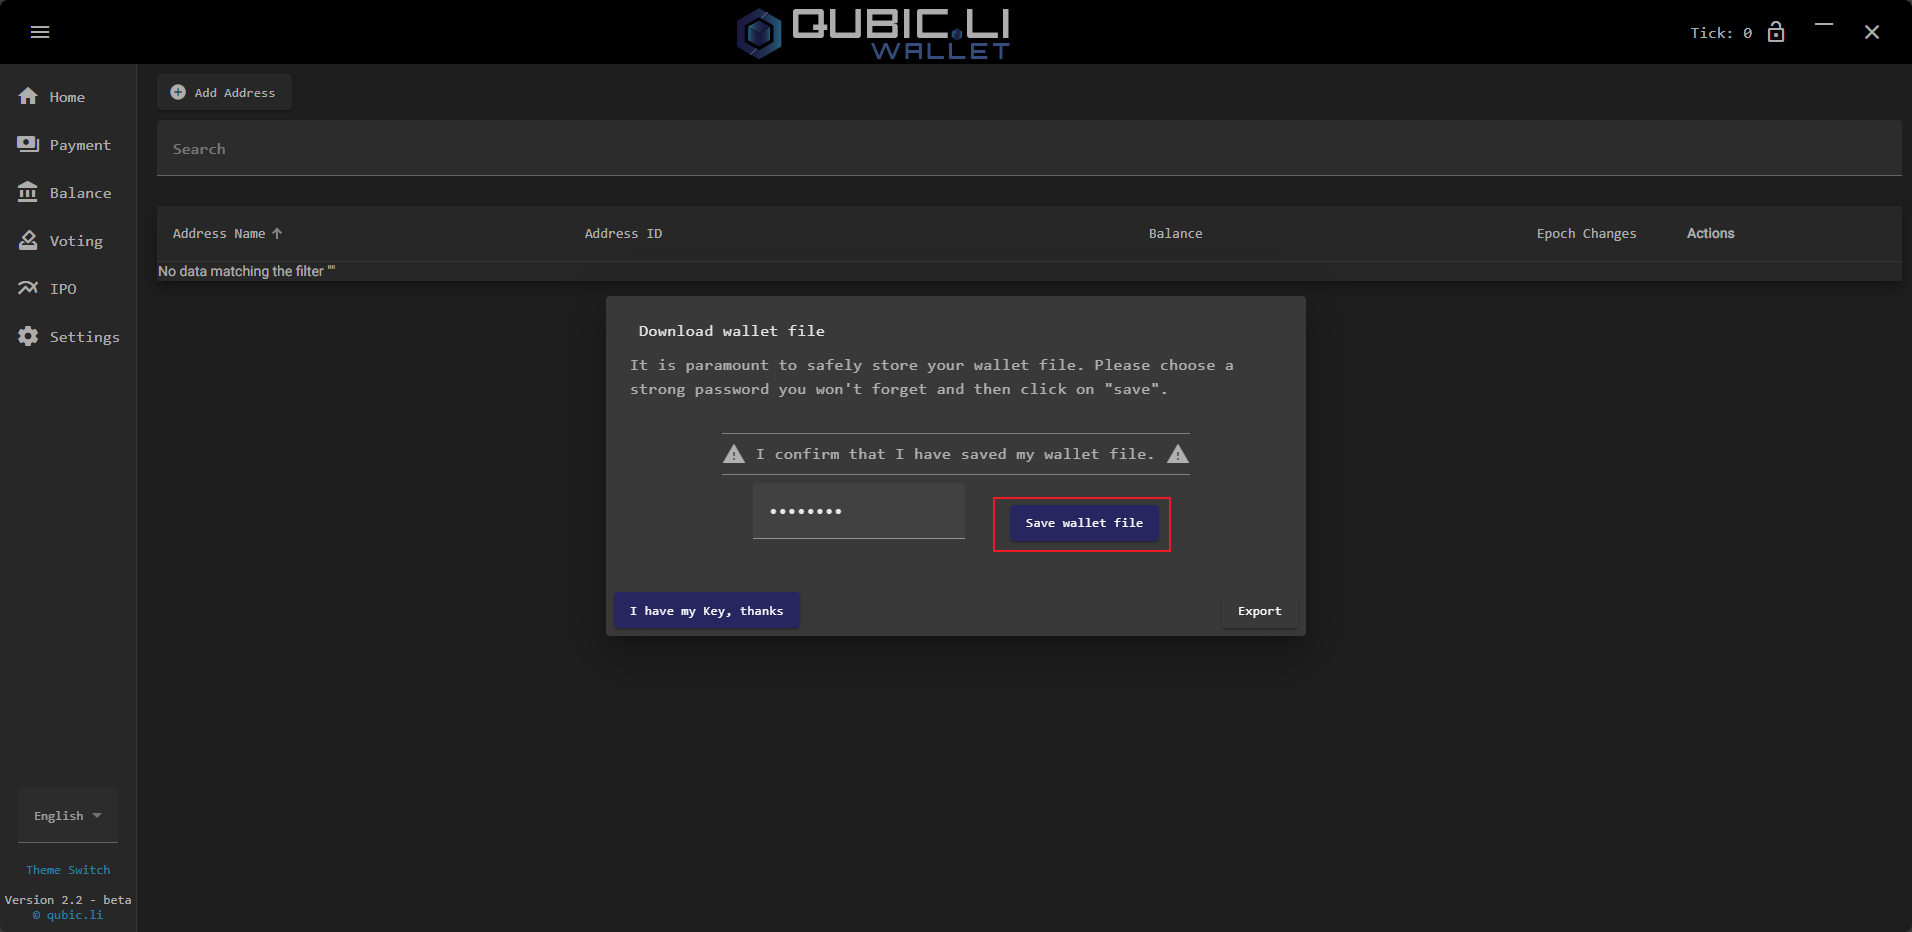 QUBIC.LI
WALLET
Tick: 0
Home
Payment
Balance
Voting
IPO
Settings
Add Address
Search
Address Name
Address ID
Balance
Epoch Changes
Actions
No data matching the filter ""
Download wallet file
It is paramount to safely store your wallet file. Please choose a
strong password you won't forget and then click on "save".
I confirm that I have saved my wallet file.
••••••••
Save wallet file
I have my Key, thanks
Export
English
Theme Switch
Version 2.2 - beta
© qubic.li